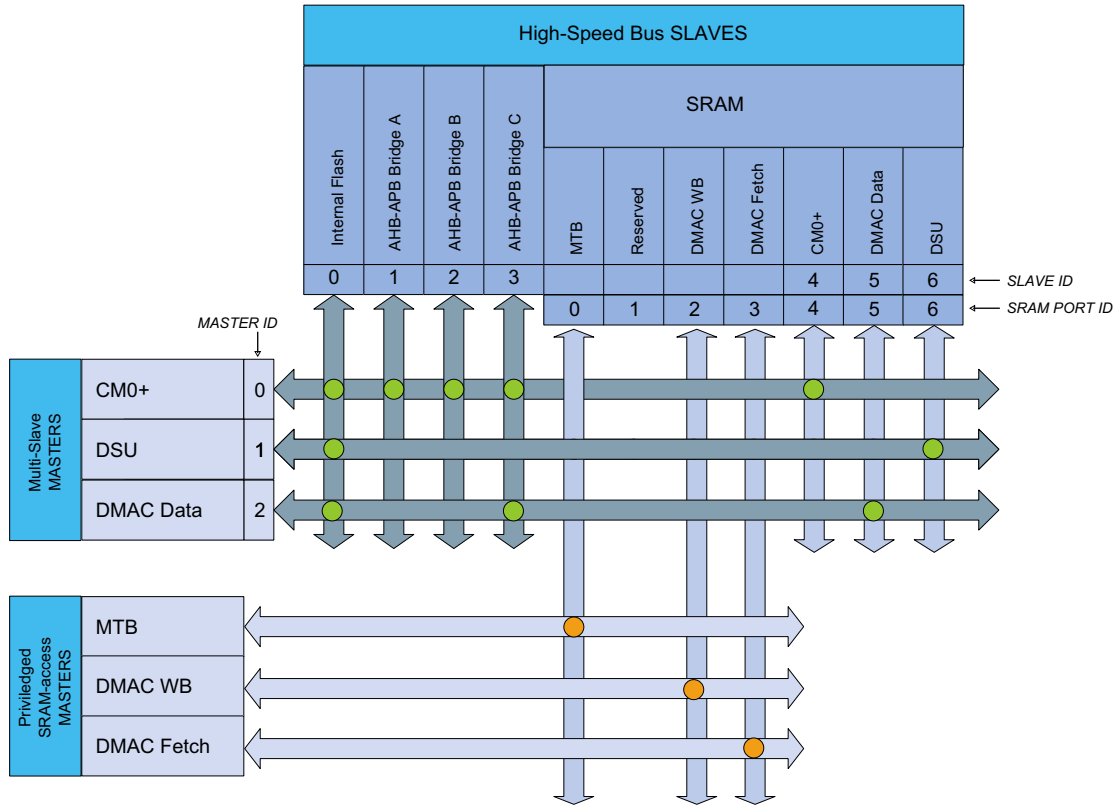 High-Speed Bus SLAVES
SRAM
Internal Flash
AHB-APB Bridge A
AHB-APB Bridge B
AHB-APB Bridge C
MTB
Reserved
DMAC WB
DMAC Fetch
CM0+
DMAC Data
DSU
0 1 2 3 4 5 6 SLAVE ID
0 1 2 3 4 5 6 SRAM PORT ID
MASTER ID
Multi-Slave
MASTERS
CM0+ 0
DSU 1
DMAC Data 2
Priviledged
SRAM-access
MASTERS
MTB
DMAC WB
DMAC Fetch